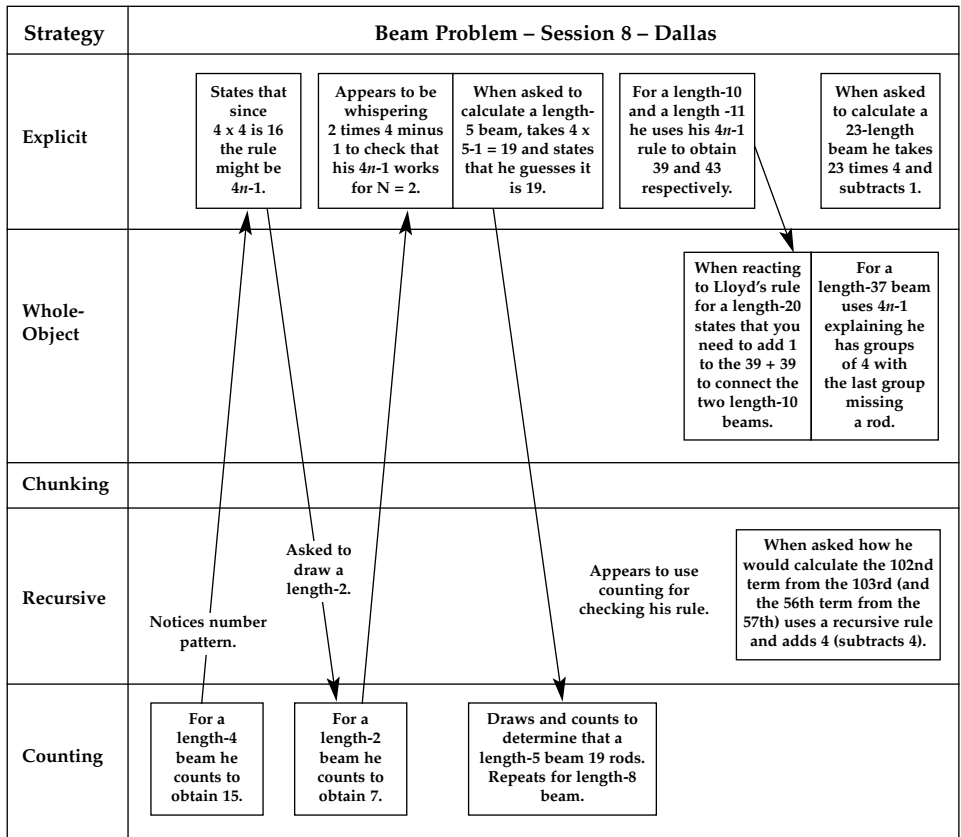 Strategy
Beam Problem – Session 8 – Dallas
Explicit
States that
since
4 x 4 is 16
the rule
might be
4n-1.
Appears to be
whispering
2 times 4 minus
1 to check that
his 4n-1 works
for N = 2.
When asked to
calculate a length-
5 beam, takes 4 x
5-1 = 19 and states
that he guesses it
is 19.
For a length-10
and a length -11
he uses his 4n-1
rule to obtain
39 and 43
respectively.
When asked
to calculate a
23-length
beam he takes
23 times 4 and
subtracts 1.
Whole-
Object
When reacting
to Lloyd's rule
for a length-20
states that you
need to add 1
to the 39 + 39
to connect the
two length-10
beams.
For a
length-37 beam
uses 4n-1
explaining he
has groups
of 4 with
the last group
missing
a rod.
Chunking
Recursive
Notices number
pattern.
Asked to
draw a
length-2.
Appears to use
counting for
checking his rule.
When asked how he
would calculate the 102nd
term from the 103rd (and
the 56th term from the
57th) uses a recursive rule
and adds 4 (subtracts 4).
Counting
For a
length-4
beam he
counts to
obtain 15.
For a
length-2
beam he
counts to
obtain 7.
Draws and counts to
determine that a
length-5 beam 19 rods.
Repeats for length-8
beam.